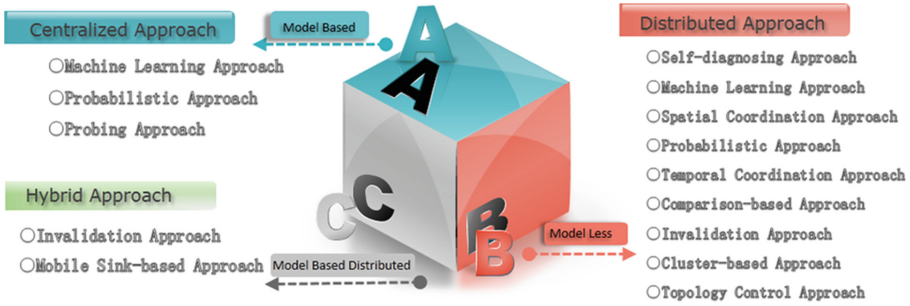 Centralized Approach
○Machine Learning Approach
○Probabilistic Approach
○Probing Approach
Hybrid Approach
○Invalidation Approach
○Mobile Sink-based Approach
Model Based
A
A
C
C
B
B
Model Based Distributed
Model Less
Distributed Approach
○Self-diagnosing Approach
○Machine Learning Approach
○Spatial Coordination Approach
○Probabilistic Approach
○Temporal Coordination Approach
○Comparison-based Approach
○Invalidation Approach
○Cluster-based Approach
○Topology Control Approach